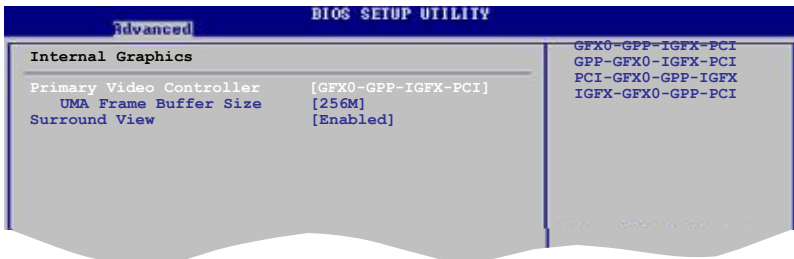 BIOS SETUP UTILITY
Advanced
Internal Graphics
Primary Video Controller [GFX0-GPP-IGFX-PCI]
UMA Frame Buffer Size [256M]
Surround View [Enabled]
GFX0-GPP-IGFX-PCI
GPP-GFX0-IGFX-PCI
PCI-GFX0-GPP-IGFX
IGFX-GFX0-GPP-PCI